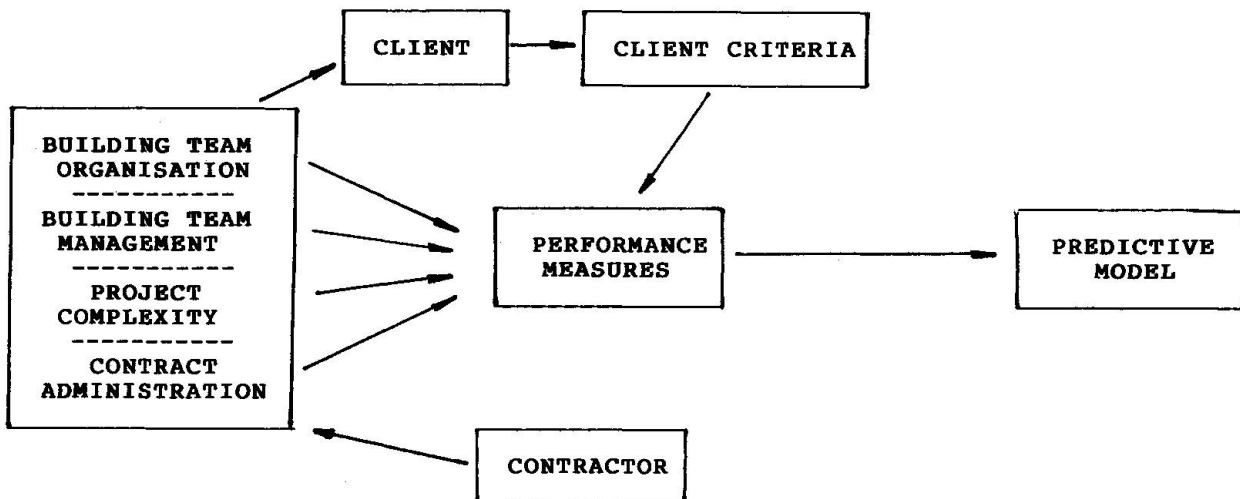 CLIENT
CLIENT CRITERIA
BUILDING TEAM
ORGANISATION
BUILDING TEAM
MANAGEMENT
PROJECT
COMPLEXITY
CONTRACT
ADMINISTRATION
PERFORMANCE
MEASURES
PREDICTIVE
MODEL
CONTRACTOR